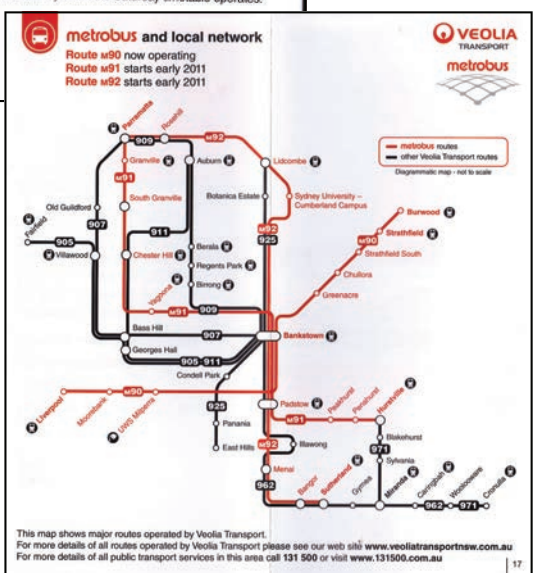 metrobus and local network
Route M90 now operating
Route M91 starts early 2011
Route M92 starts early 2011
VEOLIA
TRANSPORT
metrobus
metrobus routes
other Veolia Transport routes
Diagrammatic map - not to scale
Parramatta
Rosehill
909
M92
Granville
Auburn
Lidcombe
M91
South Granville
Botanica Estate
Sydney University –
Cumberland Campus
Old Guildford
Burwood
907
911
925
Strathfield
Fairfield
905
M90
Strathfield South
Villawood
Chester Hill
Berala
M92
Chullora
Regents Park
Greenacre
Yagoona
Birrong
M91
909
Bass Hill
907
Bankstown
Georges Hall
905 911
Condell Park
Liverpool
M90
Moorebank
UWS Milperra
925
Padstow
M91
Peakhurst
Penshurst
Hurstville
Panania
Blakehurst
M92
Illawong
971
East Hills
Sylvania
Menai
962
Bangor
Sutherland
Gymea
Miranda
Caringbah
962
Woolooware
971
Cronulla
This map shows major routes operated by Veolia Transport.
For more details of all routes operated by Veolia Transport please see our web site www.veoliatransportnsw.com.au
For more details of all public transport services in this area call 131 500 or visit www.131500.com.au
17